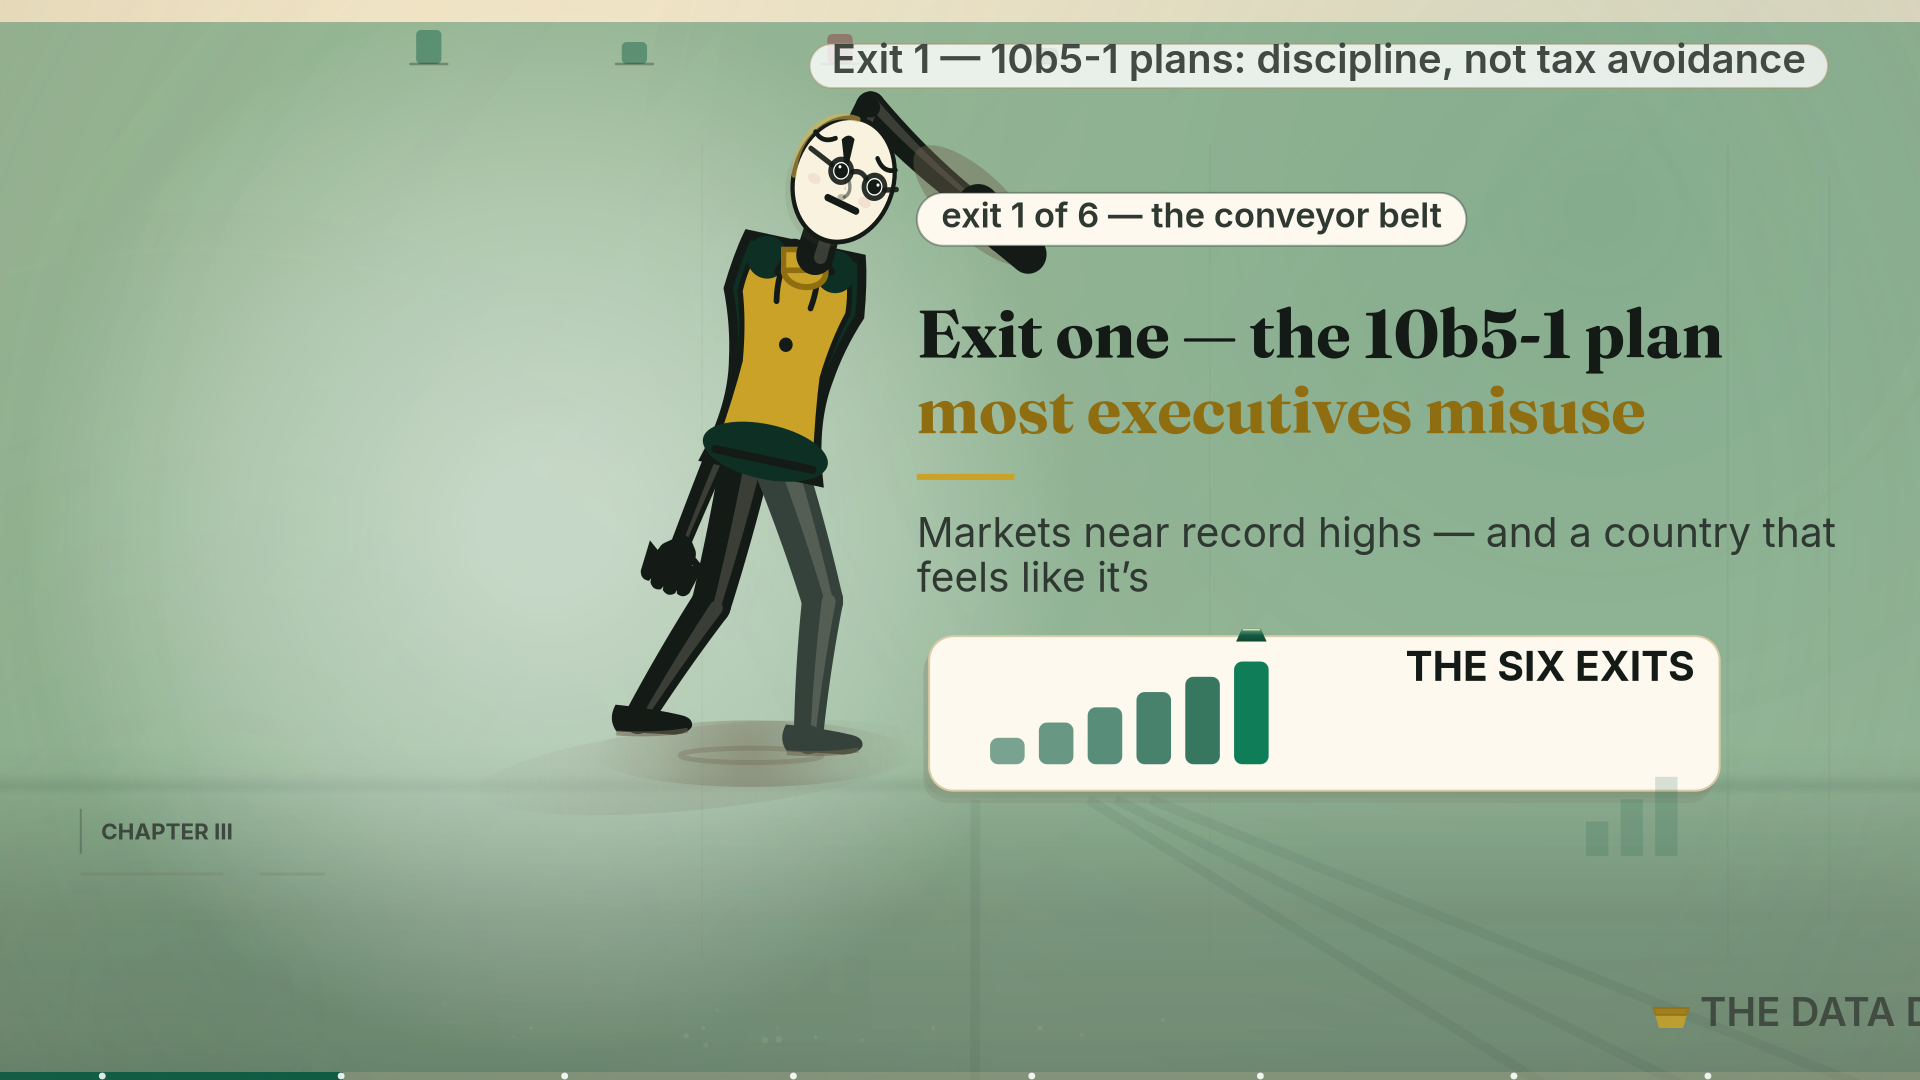 Exit 1 — 10b5-1 plans: discipline, not tax avoidance
exit 1 of 6 — the conveyor belt
Exit one — the 10b5-1 plan
most executives misuse
Markets near record highs — and a country that
feels like it’s
THE SIX EXITS
CHAPTER III
THE DATA D